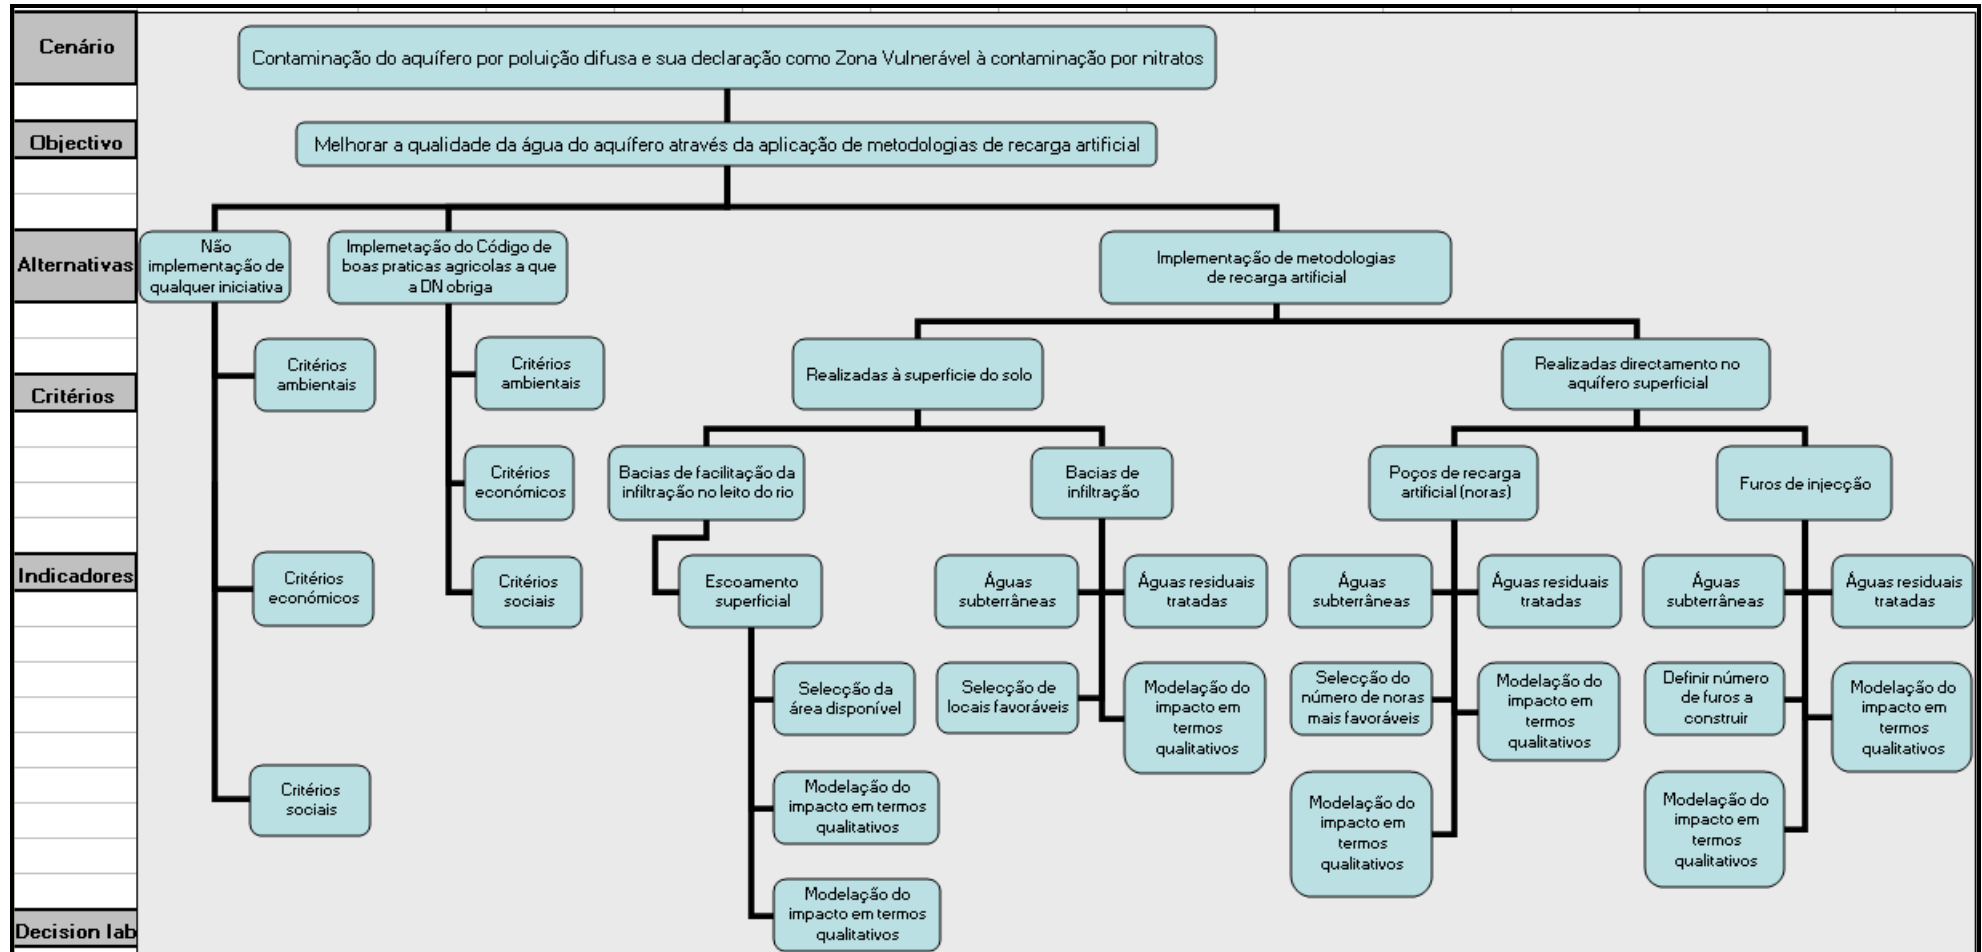 Cenário
Contaminação do aquífero por poluição difusa e sua declaração como Zona Vulnerável à contaminação por nitratos
Objectivo
Melhorar a qualidade da água do aquífero através da aplicação de metodologias de recarga artificial
Alternativas
Não
implementação de
qualquer iniciativa
Implemetação do Código de
boas praticas agricolas a que
a DN obriga
Implementação de metodologias
de recarga artificial
Critérios
Critérios
ambientais
Critérios
ambientais
Realizadas à superficie do solo
Realizadas directamento no
aquífero superficial
Critérios
económicos
Bacias de facilitação da
infiltração no leito do rio
Bacias de
infiltração
Poços de recarga
artificial (noras)
Furos de injecção
Indicadores
Critérios
económicos
Critérios
sociais
Escoamento
superficial
Águas
subterrâneas
Águas residuais
tratadas
Águas
subterrâneas
Águas residuais
tratadas
Águas
subterrâneas
Águas residuais
tratadas
Selecção da
área disponível
Selecção de
locais favoráveis
Modelação do
impacto em
termos
qualitativos
Selecção do
número de noras
mais favoráveis
Modelação do
impacto em
termos
qualitativos
Definir número
de furos a
construir
Modelação do
impacto em
termos
qualitativos
Critérios
sociais
Modelação do
impacto em termos
qualitativos
Modelação do
impacto em
termos
qualitativos
Modelação do
impacto em
termos
qualitativos
Modelação do
impacto em termos
qualitativos
Decision lab